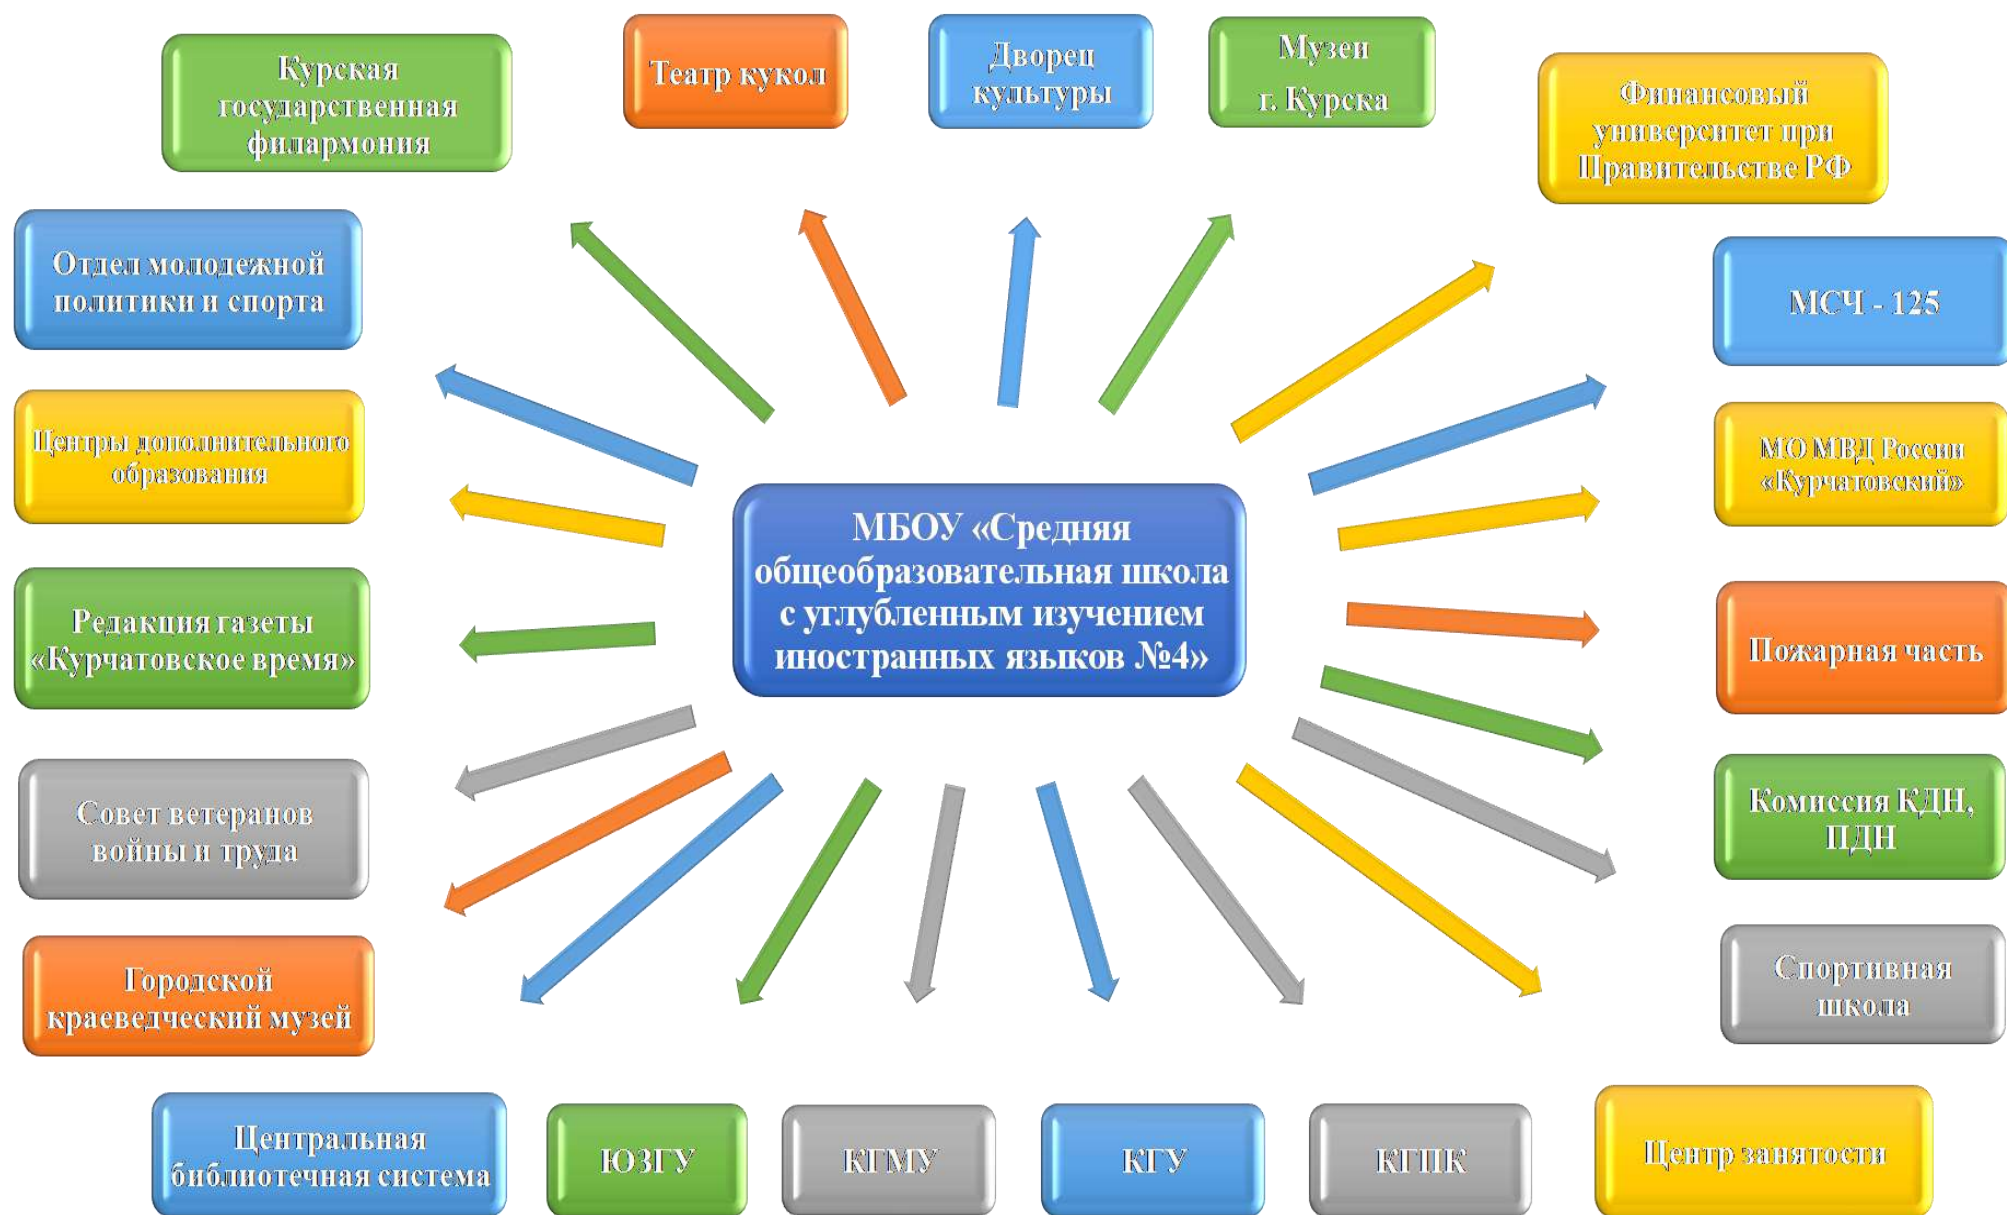 Курская
государственная
филармония
Театр кукол
Дворец
культуры
Музеи
г. Курска
Финансовый
университет при
Правительстве РФ
Отдел молодежной
политики и спорта
МСЧ - 125
Центры дополнительного
образования
МО МВД России
«Курчатовский»
МБОУ «Средняя
общеобразовательная школа
с углубленным изучением
иностранных языков №4»
Редакция газеты
«Курчатовское время»
Пожарная часть
Совет ветеранов
войны и труда
Комиссия КДН,
ПДН
Городской
краеведческий музей
Спортивная
школа
Центральная
библиотечная система
ЮЗГУ
КГМУ
КГУ
КГПК
Центр занятости